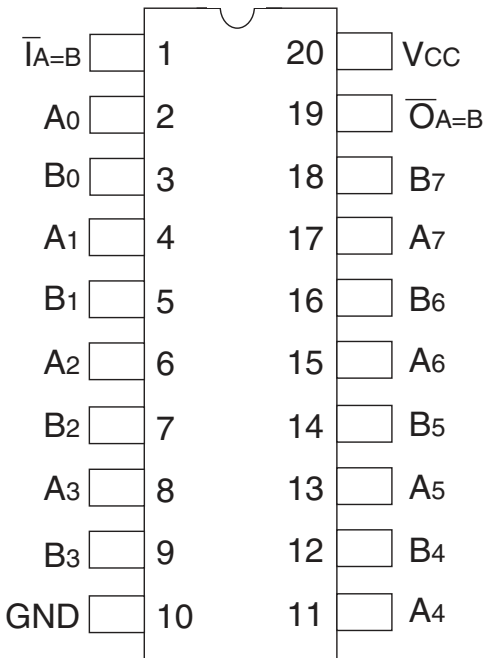 I̅A=B 1 20 VCC
A0 2 19 O̅A=B
B0 3 18 B7
A1 4 17 A7
B1 5 16 B6
A2 6 15 A6
B2 7 14 B5
A3 8 13 A5
B3 9 12 B4
GND 10 11 A4